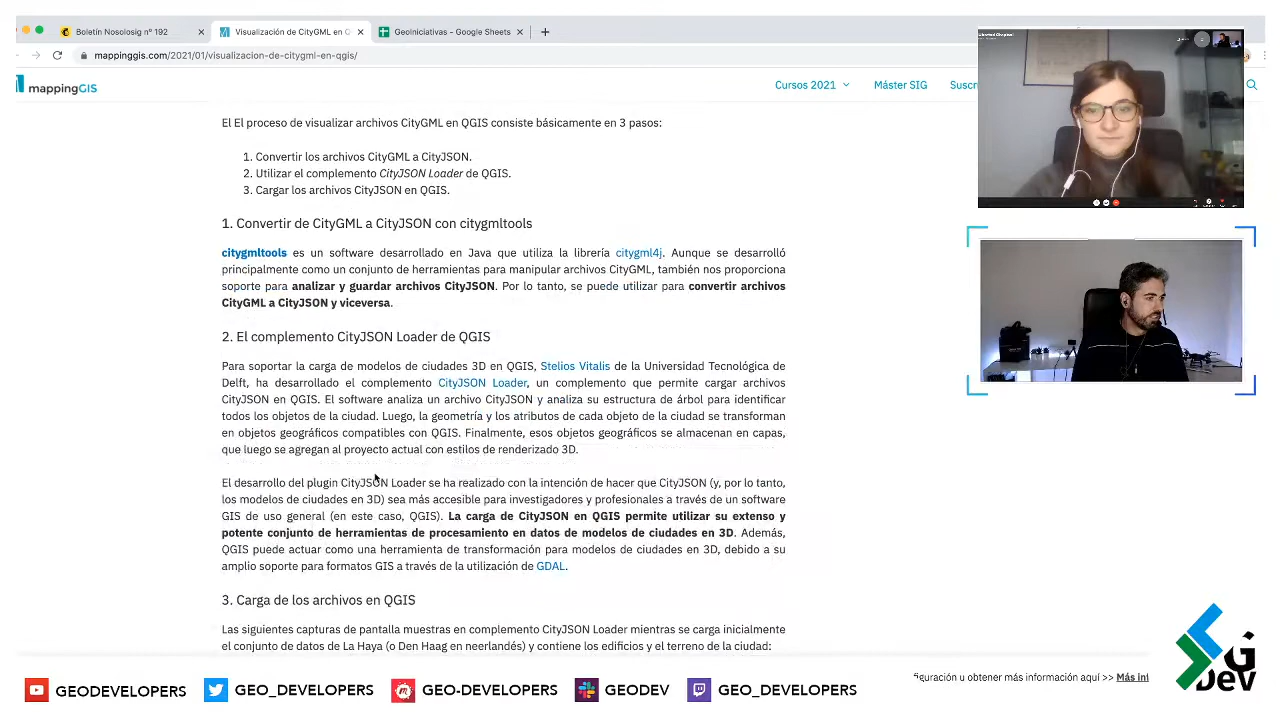 Boletín Nosolosig nº 192
Visualización de CityGML en Q
GeoIniciativas - Google Sheets
mappinggis.com/2021/01/visualizacion-de-citygml-en-qgis/
mappingGIS
Cursos 2021
Máster SIG
Suscri
El El proceso de visualizar archivos CityGML en QGIS consiste básicamente en 3 pasos:
1. Convertir los archivos CityGML a CityJSON.
2. Utilizar el complemento CityJSON Loader de QGIS.
3. Cargar los archivos CityJSON en QGIS.
1. Convertir de CityGML a CityJSON con citygmltools
citygmltools es un software desarrollado en Java que utiliza la librería citygml4j. Aunque se desarrolló
principalmente como un conjunto de herramientas para manipular archivos CityGML, también nos proporciona
soporte para analizar y guardar archivos CityJSON. Por lo tanto, se puede utilizar para convertir archivos
CityGML a CityJSON y viceversa.
2. El complemento CityJSON Loader de QGIS
Para soportar la carga de modelos de ciudades 3D en QGIS, Stelios Vitalis de la Universidad Tecnológica de
Delft, ha desarrollado el complemento CityJSON Loader, un complemento que permite cargar archivos
CityJSON en QGIS. El software analiza un archivo CityJSON y analiza su estructura de árbol para identificar
todos los objetos de la ciudad. Luego, la geometría y los atributos de cada objeto de la ciudad se transforman
en objetos geográficos compatibles con QGIS. Finalmente, esos objetos geográficos se almacenan en capas,
que luego se agregan al proyecto actual con estilos de renderizado 3D.
El desarrollo del plugin CityJSON Loader se ha realizado con la intención de hacer que CityJSON (y, por lo tanto,
los modelos de ciudades en 3D) sea más accesible para investigadores y profesionales a través de un software
GIS de uso general (en este caso, QGIS). La carga de CityJSON en QGIS permite utilizar su extenso y
potente conjunto de herramientas de procesamiento en datos de modelos de ciudades en 3D. Además,
QGIS puede actuar como una herramienta de transformación para modelos de ciudades en 3D, debido a su
amplio soporte para formatos GIS a través de la utilización de GDAL.
3. Carga de los archivos en QGIS
Las siguientes capturas de pantalla muestras en complemento CityJSON Loader mientras se carga inicialmente
el conjunto de datos de La Haya (o Den Haag en neerlandés) y contiene los edificios y el terreno de la ciudad:
figuración u obtener más información aquí >> Más inf
GEODEVELOPERS
GEO_DEVELOPERS
GEO-DEVELOPERS
GEODEV
GEO_DEVELOPERS
G
Dev